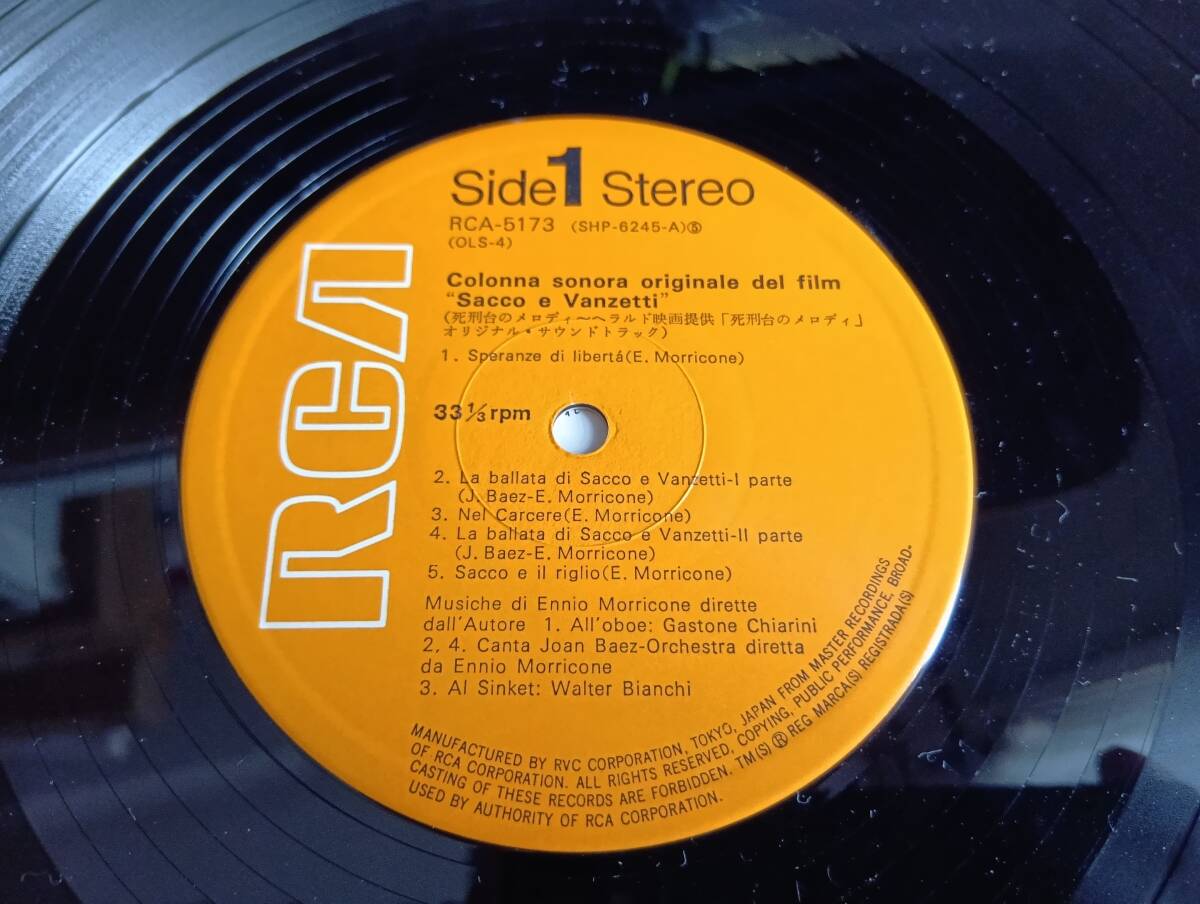 Side 1 Stereo
RCA-5173 (SHP-6245-A)⑤
(OLS-4)
RCA
Colonna sonora originale del film
"Sacco e Vanzetti"
(死刑台のメロディ〜ヘラルド映画提供「死刑台のメロディ」
オリジナル・サウンドトラック)
1. Speranze di libertá(E. Morricone)
33 1/3 rpm
2. La ballata di Sacco e Vanzetti-I parte
(J. Baez-E. Morricone)
3. Nel Carcere(E. Morricone)
4. La ballata di Sacco e Vanzetti-II parte
(J. Baez-E. Morricone)
5. Sacco e il riglio(E. Morricone)
Musiche di Ennio Morricone dirette
dall'Autore 1. All'oboe: Gastone Chiarini
2, 4. Canta Joan Baez-Orchestra diretta
da Ennio Morricone
3. Al Sinket: Walter Bianchi
MANUFACTURED BY RVC CORPORATION, TOKYO, JAPAN FROM MASTER RECORDINGS
OF RCA CORPORATION. ALL RIGHTS RESERVED, COPYING, PUBLIC PERFORMANCE, BROAD-
CASTING OF THESE RECORDS ARE FORBIDDEN. TM(S) ® REG MARCA(S) REGISTRADA(S)
USED BY AUTHORITY OF RCA CORPORATION.